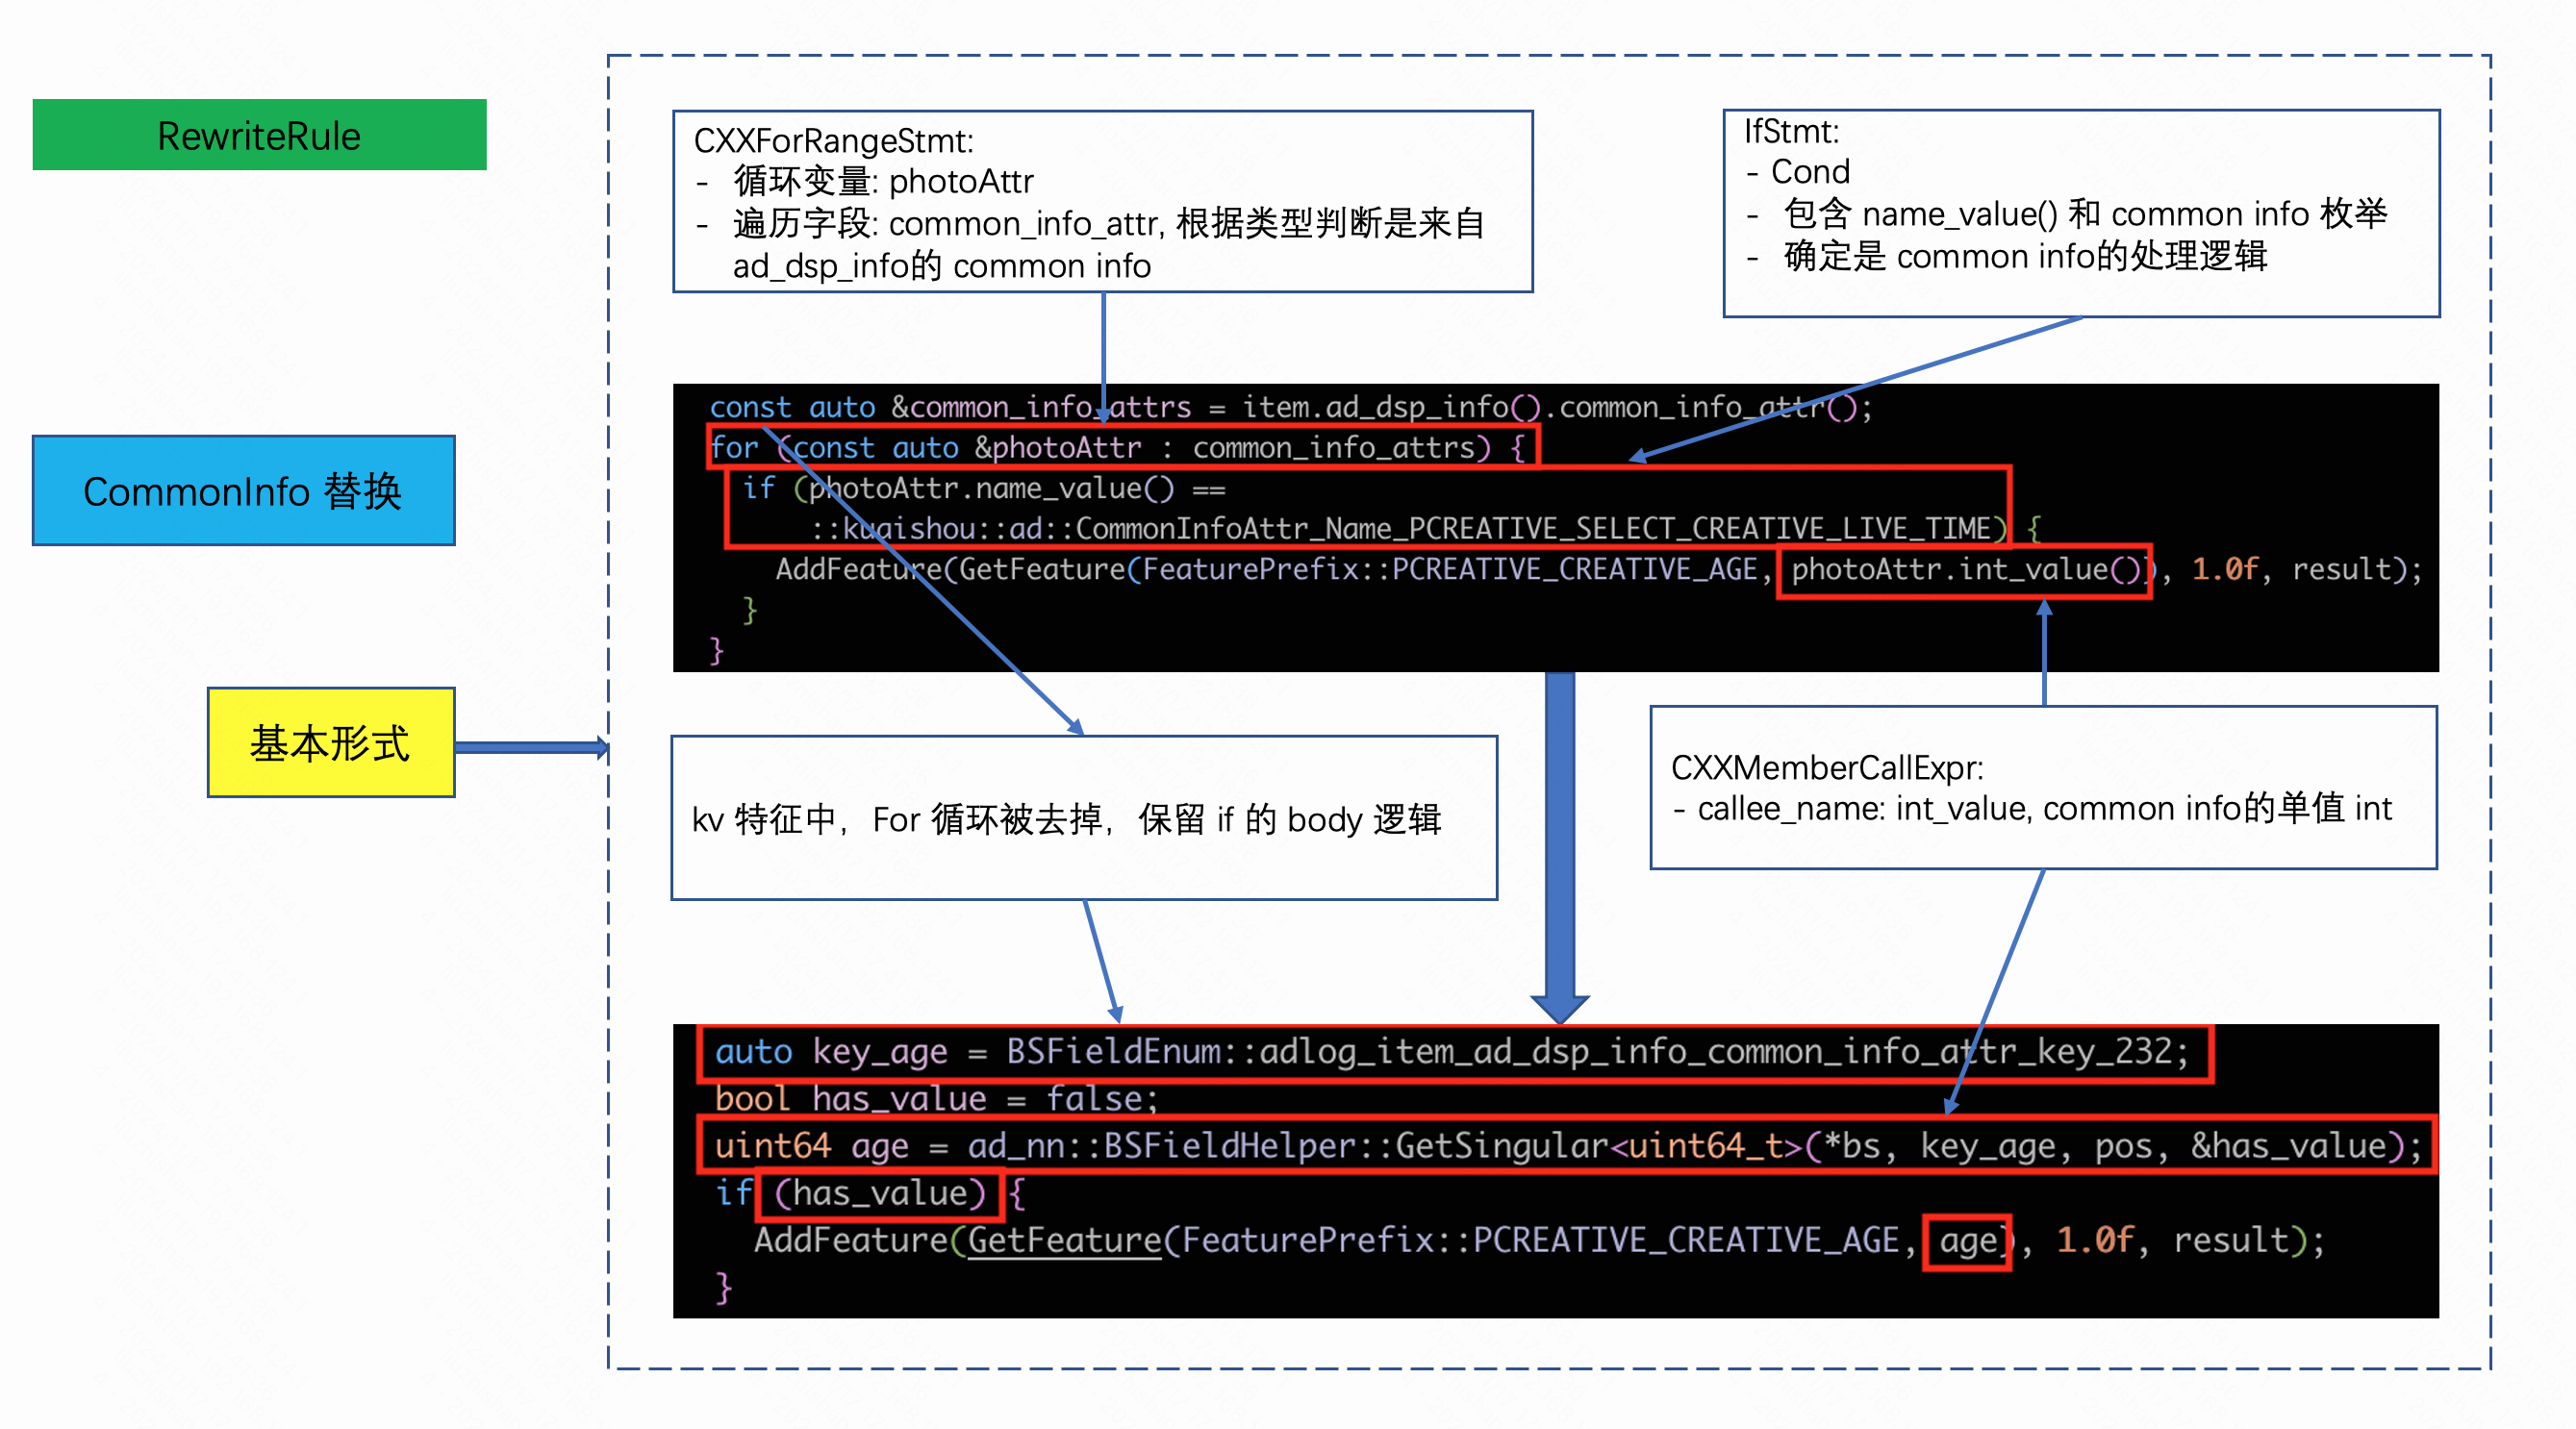 RewriteRule
CommonInfo 替换
基本形式
CXXForRangeStmt:
- 循环变量: photoAttr
- 遍历字段: common_info_attr, 根据类型判断是来自
ad_dsp_info的 common info
IfStmt:
- Cond
- 包含 name_value() 和 common info 枚举
- 确定是 common info的处理逻辑
const auto &common_info_attrs = item.ad_dsp_info().common_info_attr();
for (const auto &photoAttr : common_info_attrs) {
if (photoAttr.name_value() ==
::kuaishou::ad::CommonInfoAttr_Name_PCREATIVE_SELECT_CREATIVE_LIVE_TIME) {
AddFeature(GetFeature(FeaturePrefix::PCREATIVE_CREATIVE_AGE, photoAttr.int_value()), 1.0f, result);
}
}
kv 特征中，For 循环被去掉，保留 if 的 body 逻辑
CXXMemberCallExpr:
- callee_name: int_value, common info的单值 int
auto key_age = BSFieldEnum::adlog_item_ad_dsp_info_common_info_attr_key_232;
bool has_value = false;
uint64 age = ad_nn::BSFieldHelper::GetSingular<uint64_t>(*bs, key_age, pos, &has_value);
if (has_value) {
AddFeature(GetFeature(FeaturePrefix::PCREATIVE_CREATIVE_AGE, age), 1.0f, result);
}